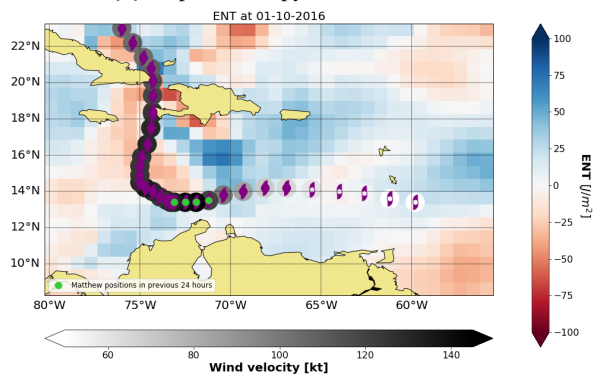 ENT at 01-10-2016
22°N
20°N
18°N
16°N
14°N
12°N
10°N
Matthew positions in previous 24 hours
80°W
75°W
70°W
65°W
60°W
100
75
50
25
0
−25
−50
−75
−100
ENT [J/m²]
60
80
100
120
140
Wind velocity [kt]